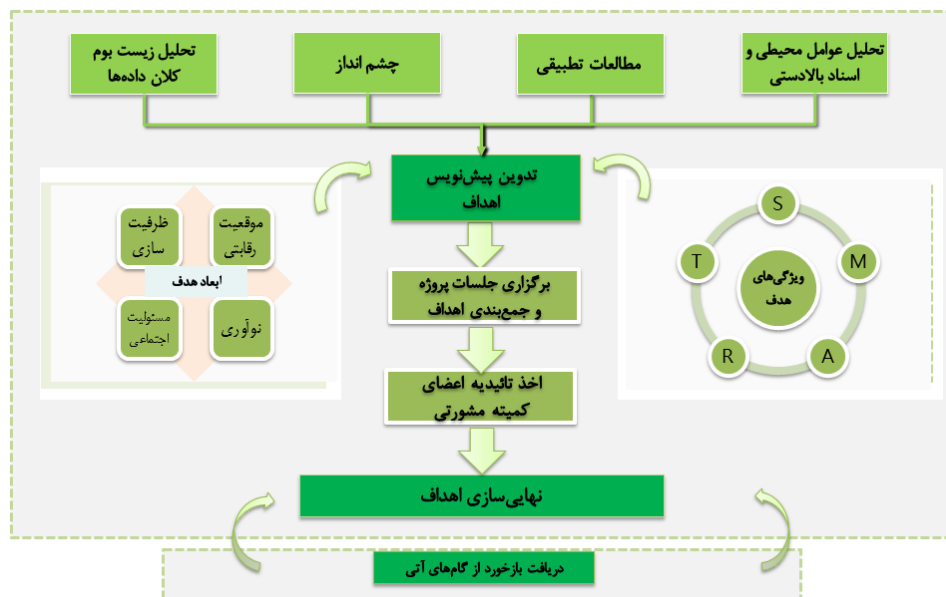 تحلیل عوامل محیطی و
اسناد بالادستی
مطالعات تطبیقی
چشم انداز
تحلیل زیست بوم
کلان داده‌ها
تدوین پیش‌نویس
اهداف
S
M
A
R
T
ویژگی‌های
هدف
موقعیت
رقابتی
ظرفیت
سازی
ابعاد هدف
نوآوری
مسئولیت
اجتماعی
برگزاری جلسات پروژه
و جمع‌بندی اهداف
اخذ تائیدیه اعضای
کمیته مشورتی
نهایی‌سازی اهداف
دریافت بازخورد از گام‌های آتی